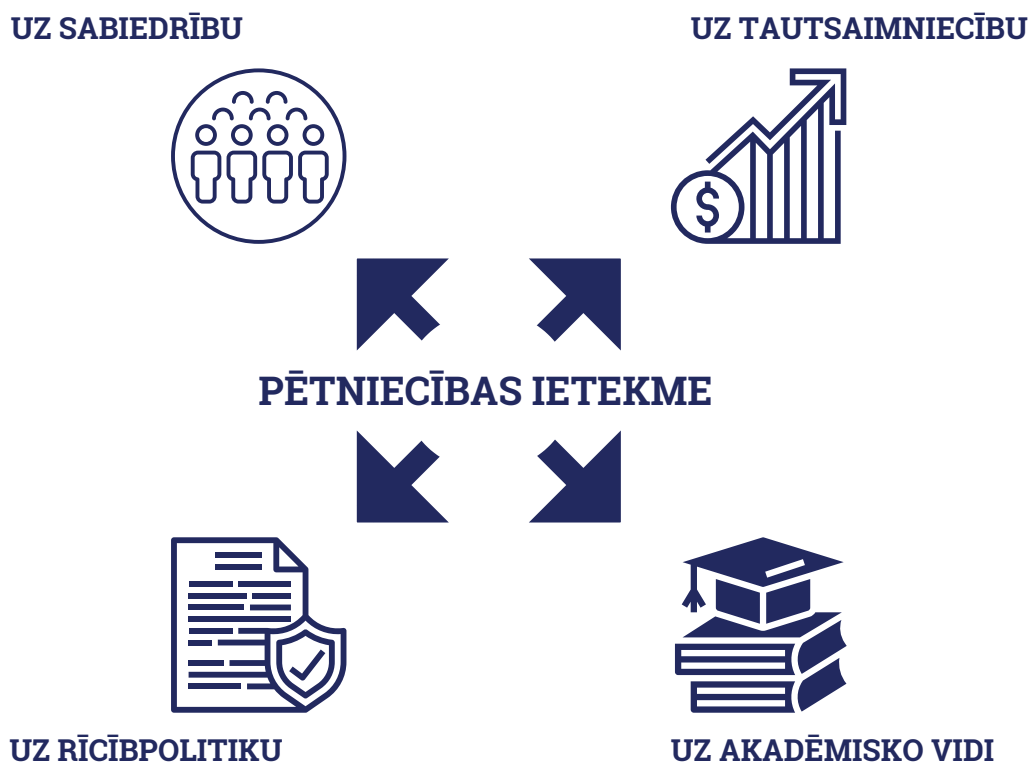 UZ SABIEDRĪBU
UZ TAUTSAIMNIECĪBU
$
PĒTNIECĪBAS IETEKME
UZ RĪCĪBPOLITIKU
UZ AKADĒMISKO VIDI